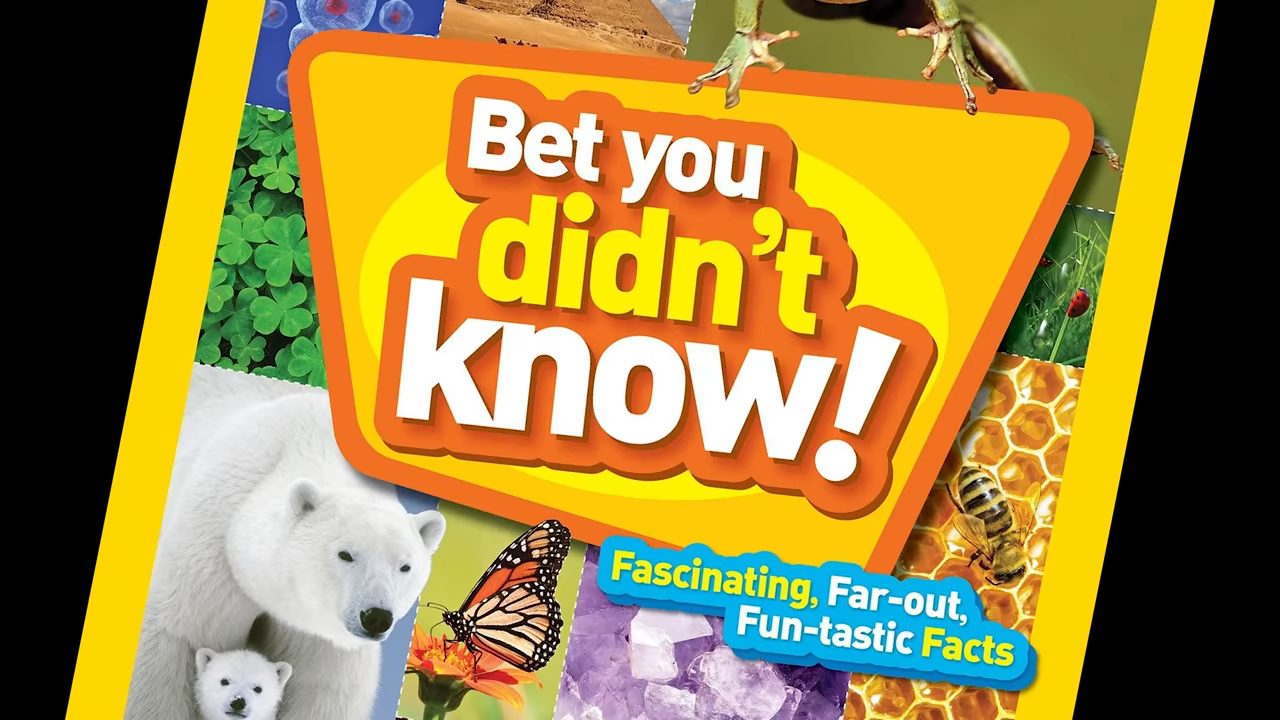 Bet you
didn't
know!
Fascinating, Far-out,
Fun-tastic Facts